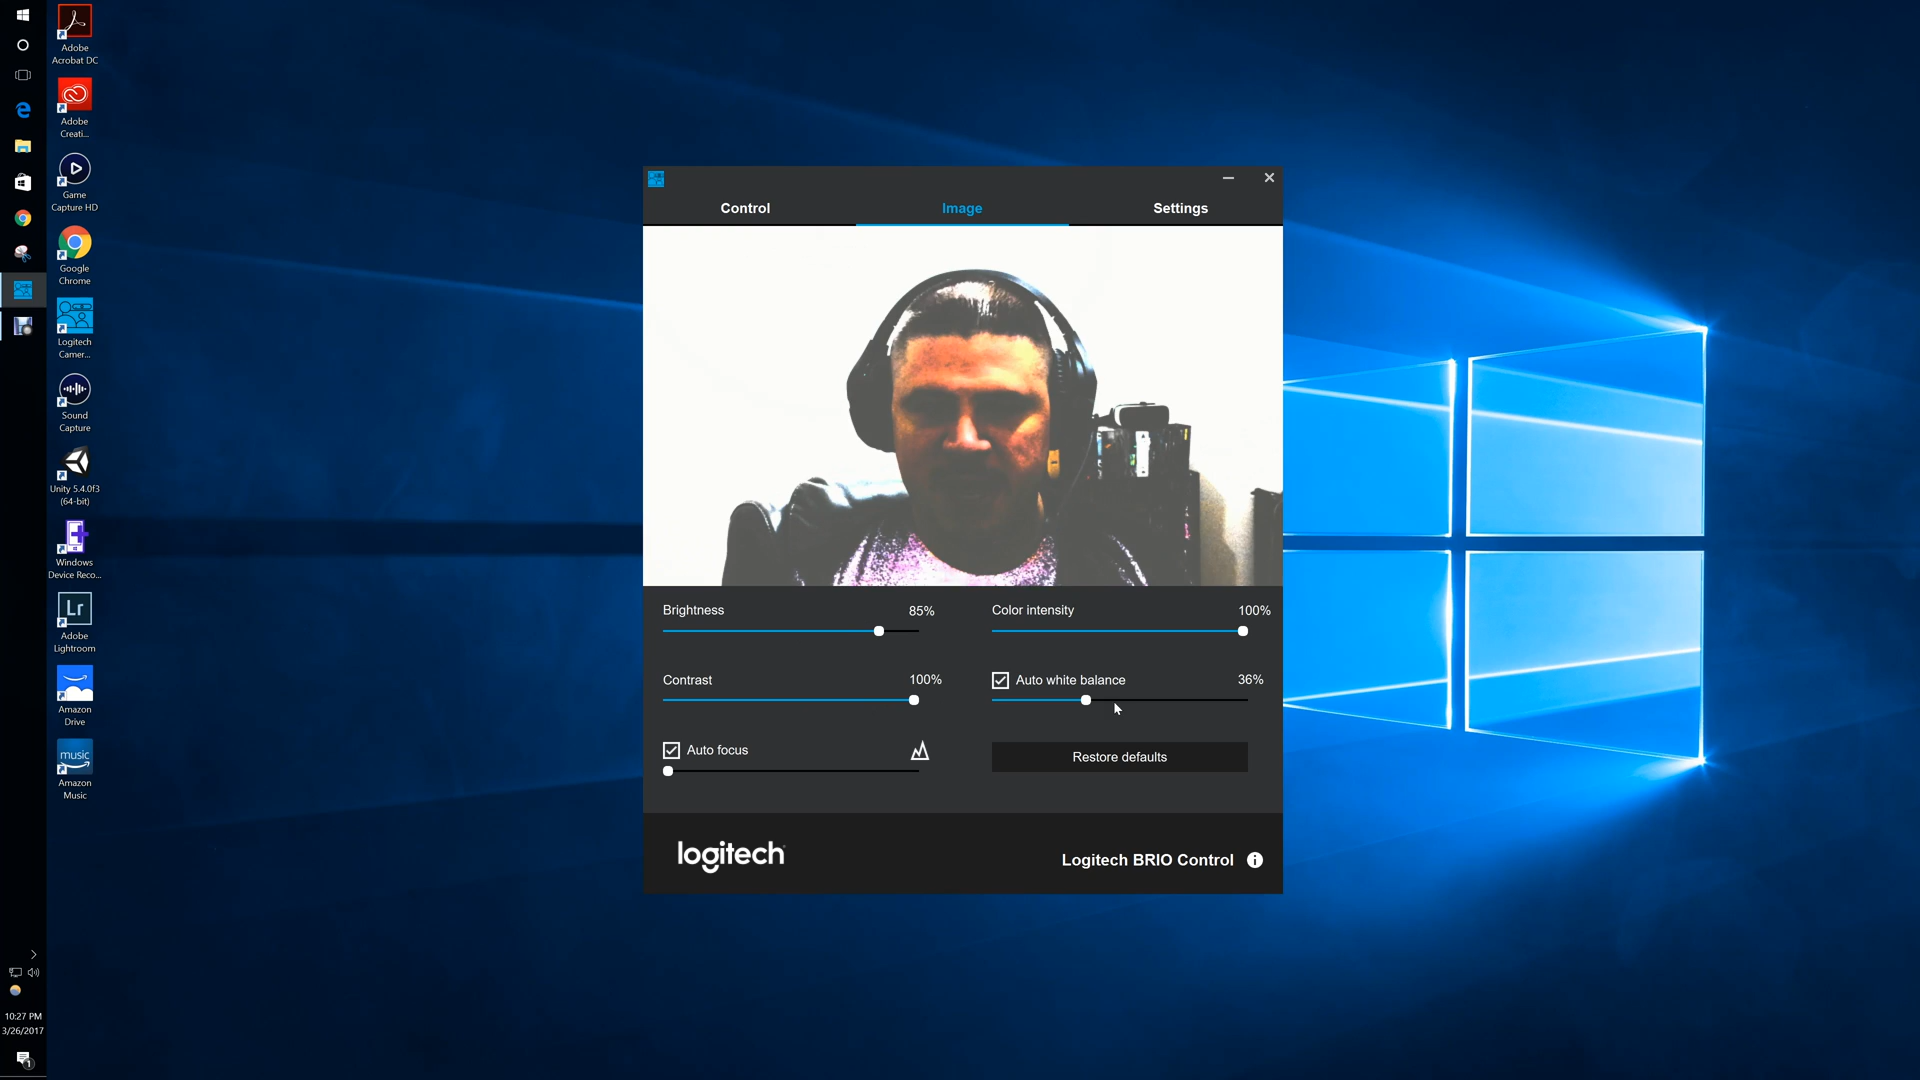 Adobe
Acrobat DC
Adobe
Creati...
Game
Capture HD
Google
Chrome
Logitech
Camer...
Sound
Capture
Unity 5.4.0f3
(64-bit)
Windows
Device Reco...
Lr
Adobe
Lightroom
Amazon
Drive
music
Amazon
Music
10:27 PM
3/26/2017
1
Control
Image
Settings
Brightness
85%
Color intensity
100%
Contrast
100%
Auto white balance
36%
Auto focus
Restore defaults
logitech
Logitech BRIO Control